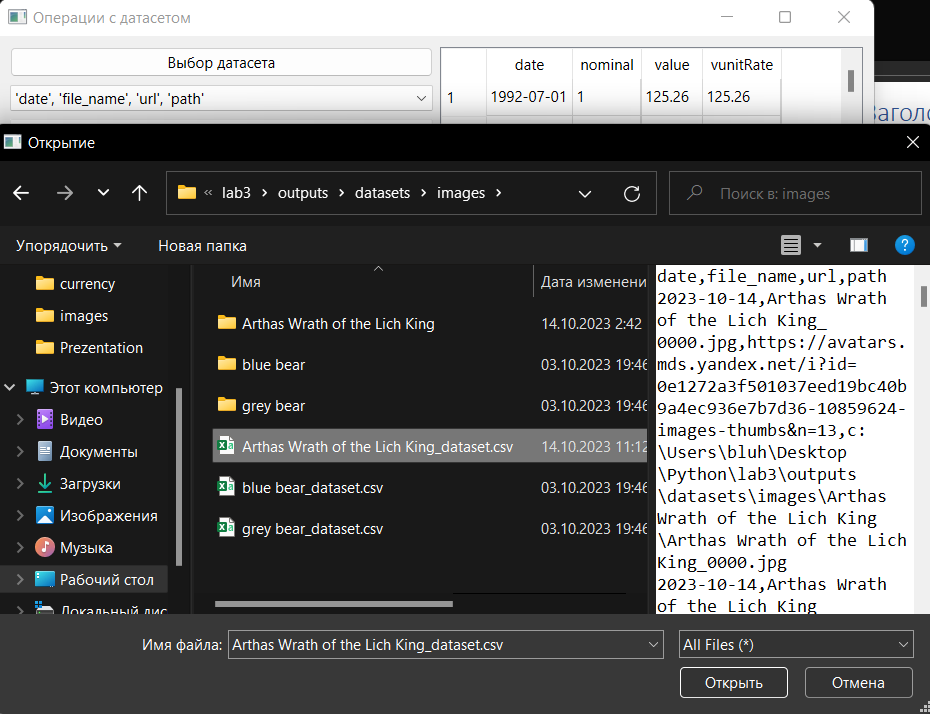 Операции с датасетом
Выбор датасета
'date', 'file_name', 'url', 'path'
date nominal value vunitRate
1 1992-07-01 1 125.26 125.26
Заголо
Открытие
« lab3 › outputs › datasets › images ›
Поиск в: images
Упорядочить
Новая папка
currency
images
Prezentation
Этот компьютер
Видео
Документы
Загрузки
Изображения
Музыка
Рабочий стол
Локальный дис
Имя Дата изменени
Arthas Wrath of the Lich King 14.10.2023 2:42
blue bear 03.10.2023 19:46
grey bear 03.10.2023 19:46
Arthas Wrath of the Lich King_dataset.csv 14.10.2023 11:12
blue bear_dataset.csv 03.10.2023 19:46
grey bear_dataset.csv 03.10.2023 19:46
date,file_name,url,path
2023-10-14,Arthas Wrath
of the Lich King_
0000.jpg,https://avatars.
mds.yandex.net/i?id=
0e1272a3f501037eed19bc40b
9a4ec936e7b7d36-10859624-
images-thumbs&n=13,c:
\Users\bluh\Desktop
\Python\lab3\outputs
\datasets\images\Arthas
Wrath of the Lich King
\Arthas Wrath of the Lich
King_0000.jpg
2023-10-14,Arthas Wrath
of the Lich King
Имя файла: Arthas Wrath of the Lich King_dataset.csv
All Files (*)
Открыть
Отмена